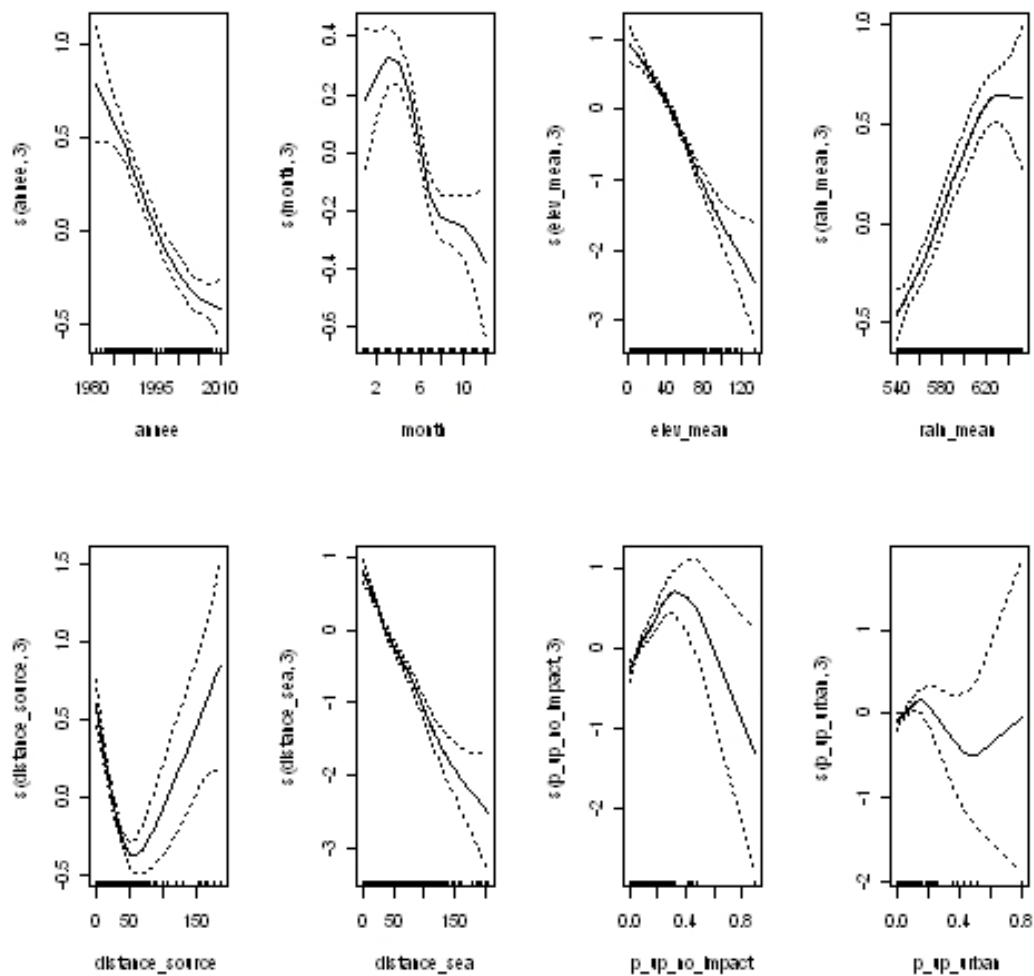 s(annee, 3)
1.0
0.5
0.0
-0.5
1980 1995 2010
annee
s(month, 3)
0.4
0.2
0.0
-0.2
-0.4
-0.6
2 6 10
month
s(elev_mean, 3)
1
0
-1
-2
-3
0 40 80 120
elev_mean
s(rain_mean, 3)
1.0
0.5
0.0
-0.5
540 580 620
rain_mean
s(distance_source, 3)
1.5
1.0
0.5
0.0
-0.5
0 50 150
distance_source
s(distance_sea, 3)
1
0
-1
-2
-3
0 50 150
distance_sea
s(p_up_no_impact, 3)
1
0
-1
-2
0.0 0.4 0.8
p_up_no_impact
s(p_up_urban, 3)
1
0
-1
-2
0.0 0.4 0.8
p_up_urban